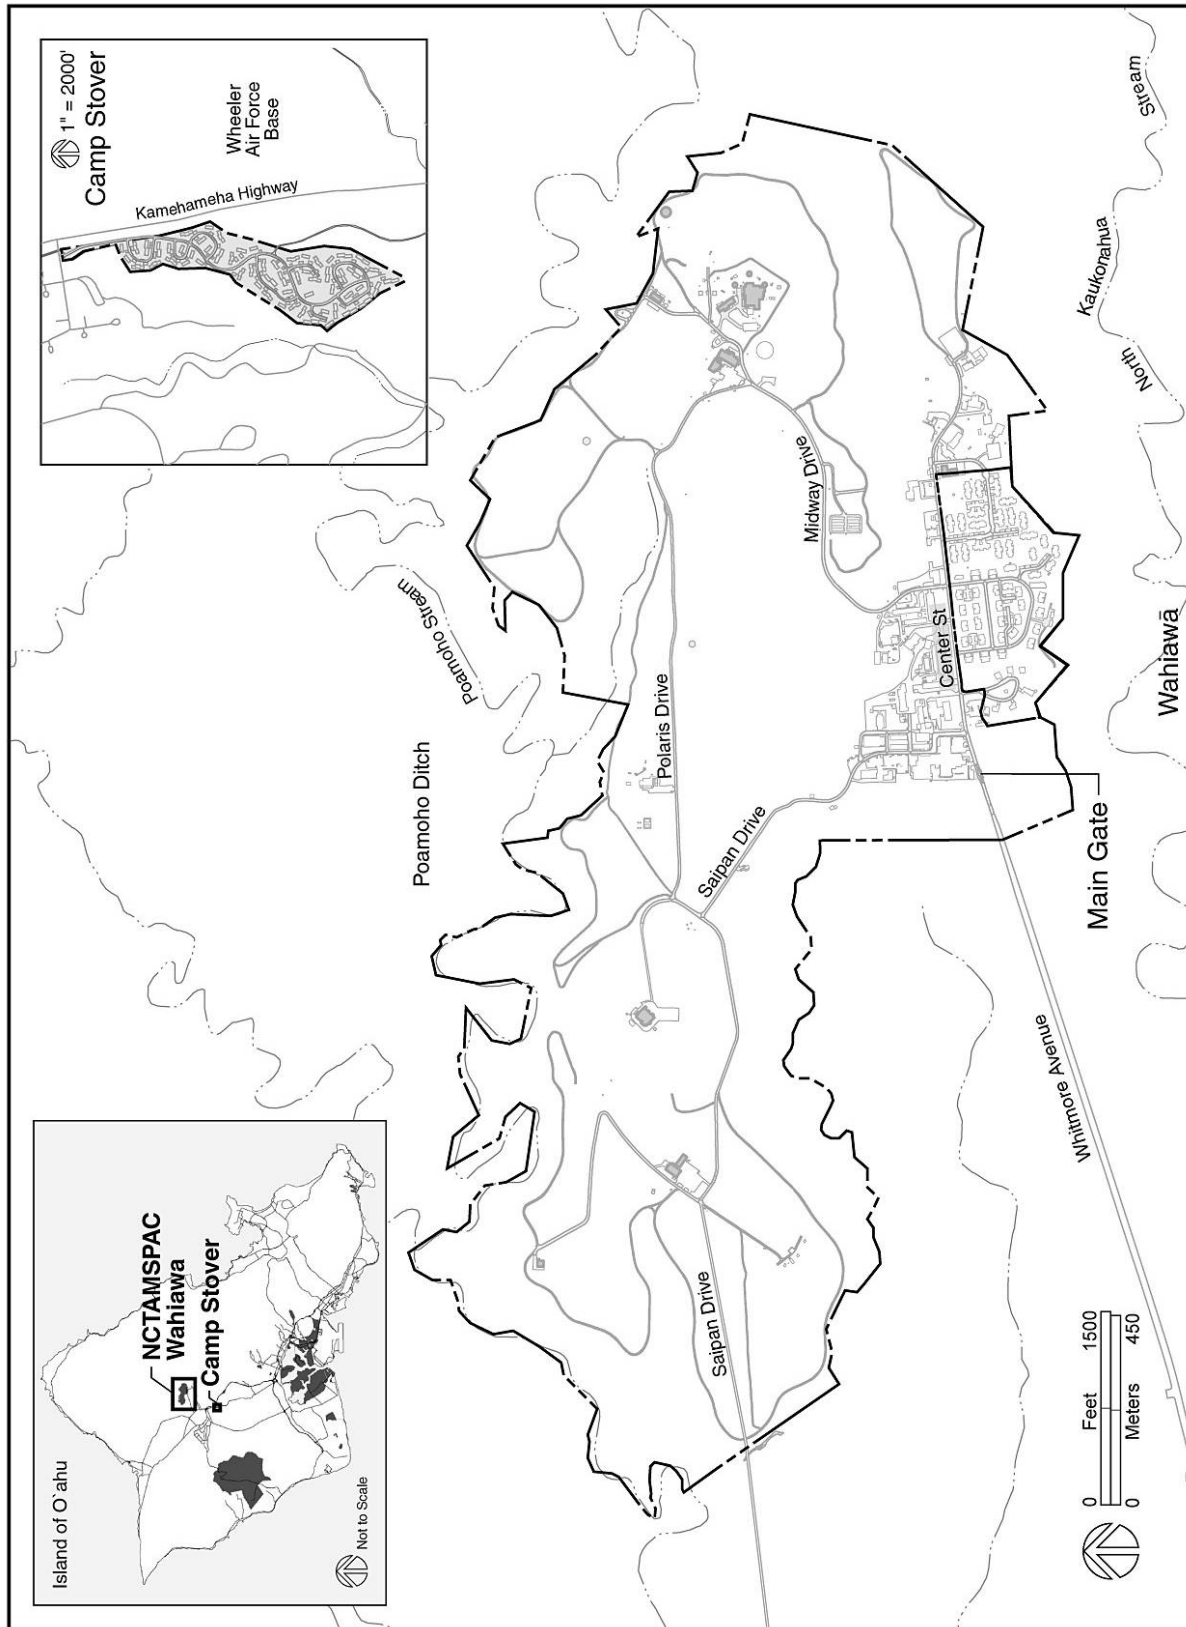 Island of O`ahu
NCTAMSPAC
Wahiawa
Camp Stover
Not to Scale
1" = 2000'
Camp Stover
Wheeler
Air Force
Base
Kamehameha Highway
Poamoho Stream
Poamoho Ditch
Polaris Drive
Midway Drive
Saipan Drive
Saipan Drive
Center St
Main Gate
Whitmore Avenue
Wahiawā
North
Kaukonahua
Stream
0 Feet 1500
0 Meters 450